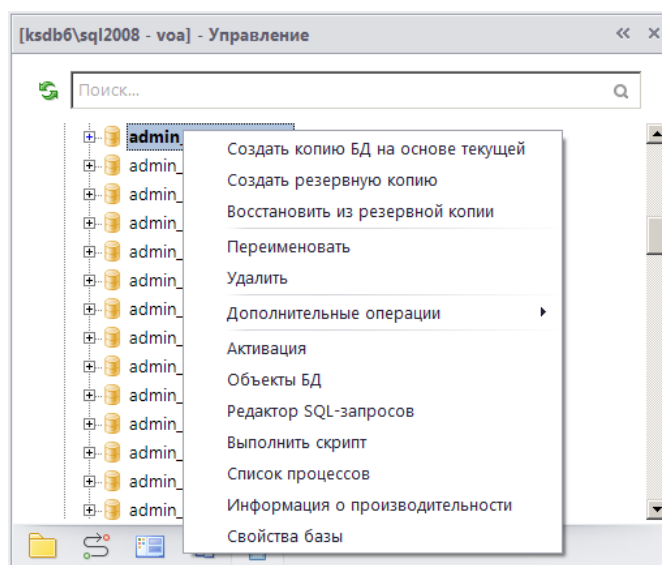 [ksdb6\sql2008 - voa] - Управление
Поиск...
admin_
Создать копию БД на основе текущей
admin_
Создать резервную копию
admin_
Восстановить из резервной копии
admin_
Переименовать
admin_
Удалить
admin_
Дополнительные операции
admin_
admin_
Активация
admin_
Объекты БД
admin_
Редактор SQL-запросов
admin_
Выполнить скрипт
admin_
Список процессов
admin_
Информация о производительности
admin_
Свойства базы